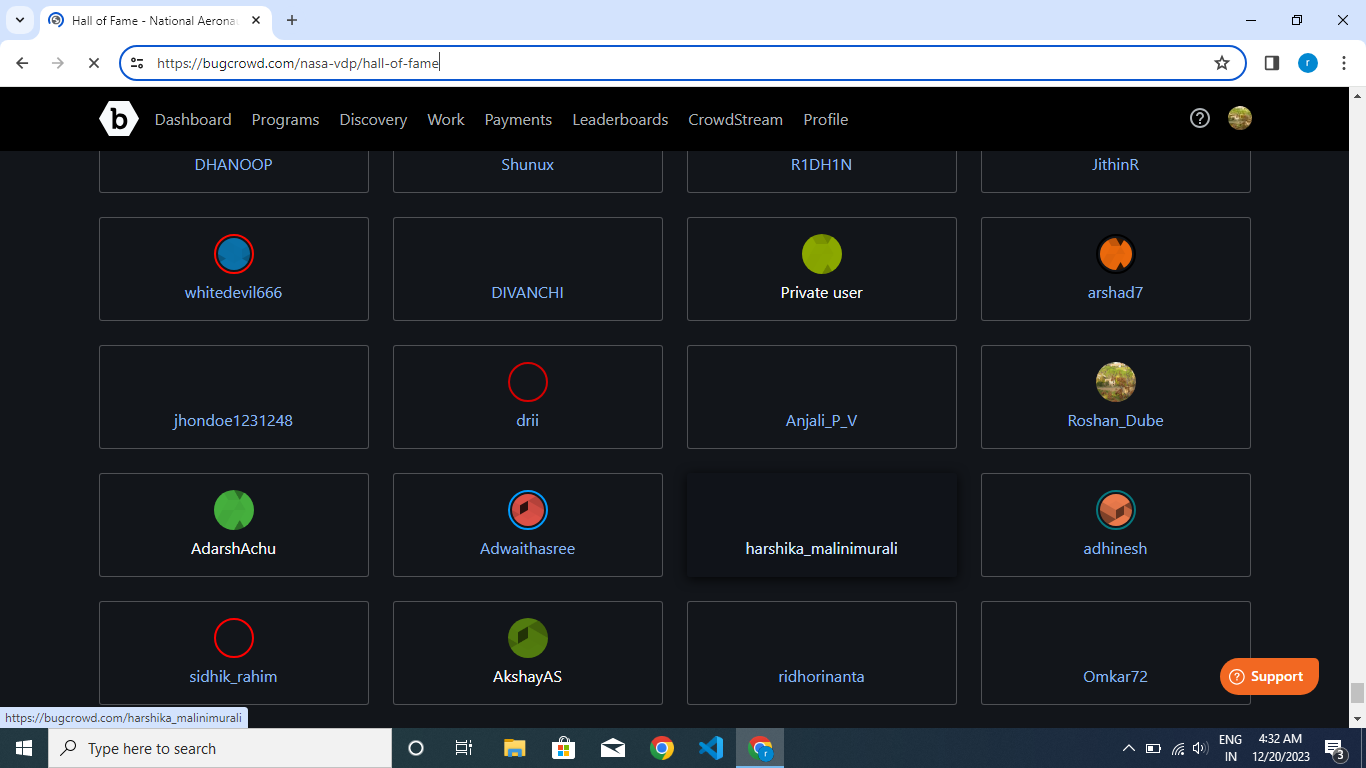 Hall of Fame - National Aerona
https://bugcrowd.com/nasa-vdp/hall-of-fame
r
b Dashboard Programs Discovery Work Payments Leaderboards CrowdStream Profile
DHANOOP Shunux R1DH1N JithinR
whitedevil666 DIVANCHI Private user arshad7
jhondoe1231248 drii Anjali_P_V Roshan_Dube
AdarshAchu Adwaithasree harshika_malinimurali adhinesh
sidhik_rahim AkshayAS ridhorinanta Omkar72
? Support
https://bugcrowd.com/harshika_malinimurali
Type here to search
r
ENG
IN
4:32 AM
12/20/2023
3